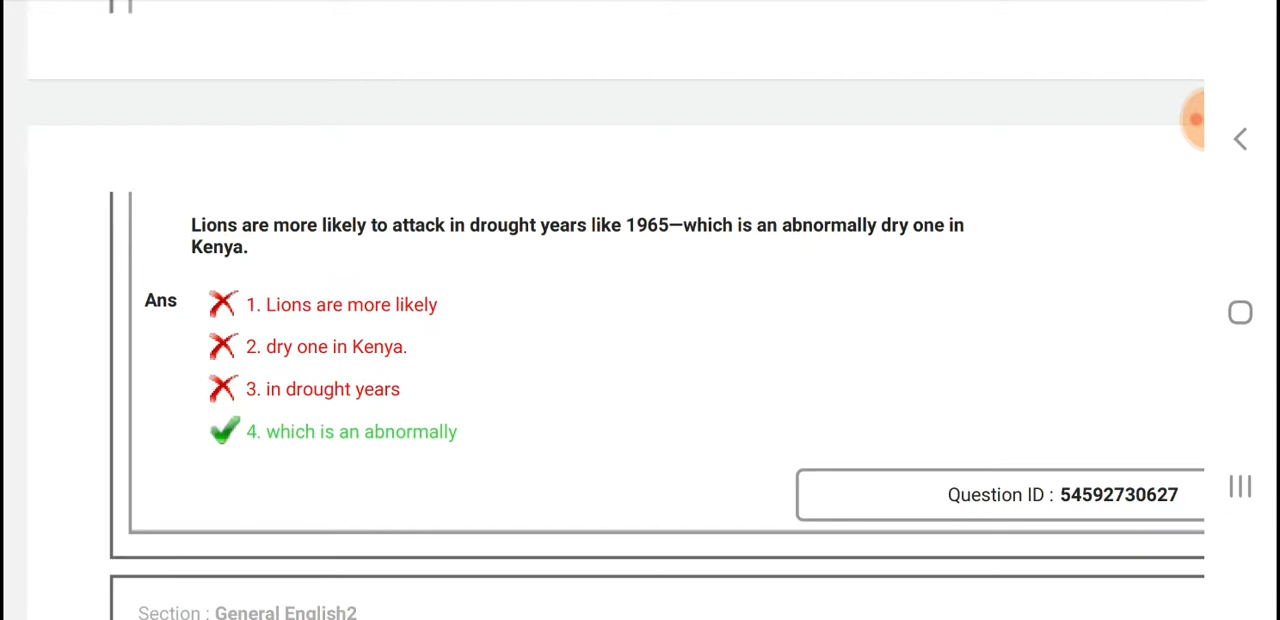 Lions are more likely to attack in drought years like 1965—which is an abnormally dry one in
Kenya.
Ans
1. Lions are more likely
2. dry one in Kenya.
3. in drought years
4. which is an abnormally
Question ID : 54592730627
Section : General English2